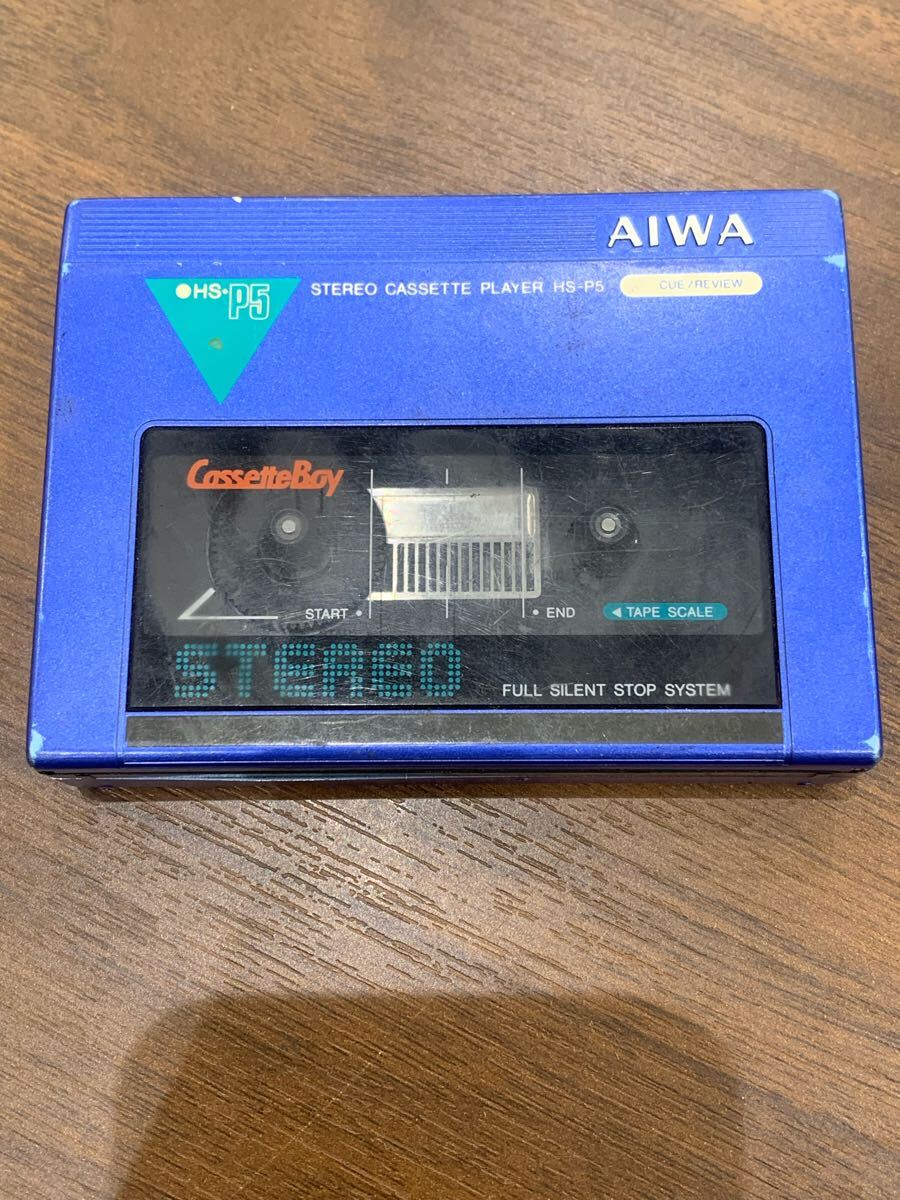 AIWA
HS-P5
STEREO CASSETTE PLAYER HS-P5
CUE/REVIEW
CassetteBoy
START
END
TAPE SCALE
STEREO
FULL SILENT STOP SYSTEM